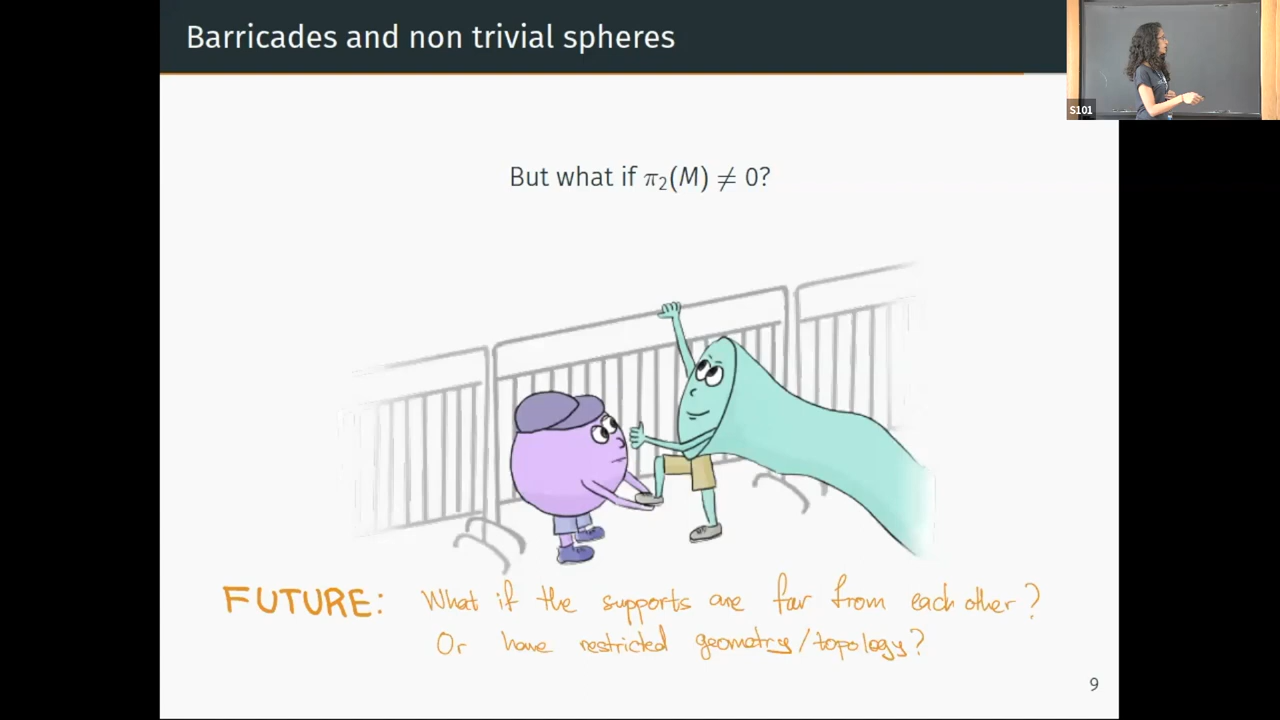 Barricades and non trivial spheres
S101
But what if π₂(M) ≠ 0?
FUTURE: What if the supports are far from each other?
Or have restricted geometry/topology?
9